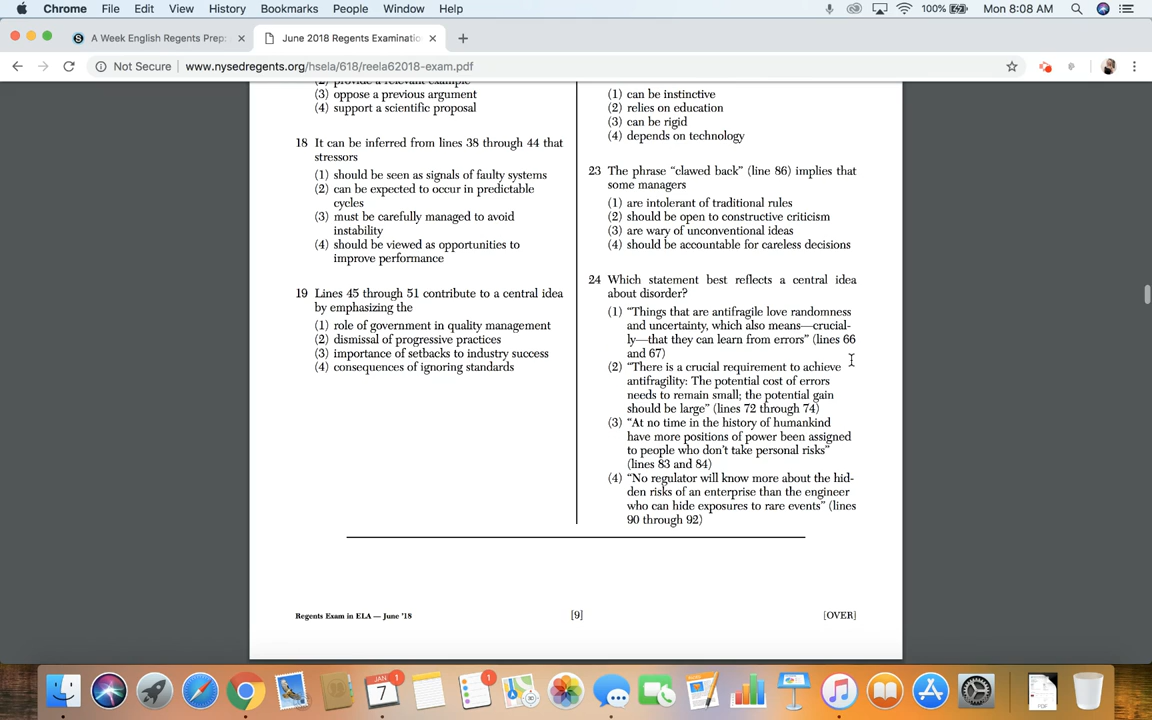 Chrome File Edit View History Bookmarks People Window Help 100% Mon 8:08 AM
A Week English Regents Prep: × June 2018 Regents Examinatio × +
Not Secure | www.nysedregents.org/hsela/618/reela62018-exam.pdf
(2) provide a relevant example
(3) oppose a previous argument
(4) support a scientific proposal
18 It can be inferred from lines 38 through 44 that
stressors
(1) should be seen as signals of faulty systems
(2) can be expected to occur in predictable
cycles
(3) must be carefully managed to avoid
instability
(4) should be viewed as opportunities to
improve performance
19 Lines 45 through 51 contribute to a central idea
by emphasizing the
(1) role of government in quality management
(2) dismissal of progressive practices
(3) importance of setbacks to industry success
(4) consequences of ignoring standards
(1) can be instinctive
(2) relies on education
(3) can be rigid
(4) depends on technology
23 The phrase “clawed back” (line 86) implies that
some managers
(1) are intolerant of traditional rules
(2) should be open to constructive criticism
(3) are wary of unconventional ideas
(4) should be accountable for careless decisions
24 Which statement best reflects a central idea
about disorder?
(1) “Things that are antifragile love randomness
and uncertainty, which also means—crucial-
ly—that they can learn from errors” (lines 66
and 67)
(2) “There is a crucial requirement to achieve
antifragility: The potential cost of errors
needs to remain small; the potential gain
should be large” (lines 72 through 74)
(3) “At no time in the history of humankind
have more positions of power been assigned
to people who don’t take personal risks”
(lines 83 and 84)
(4) “No regulator will know more about the hid-
den risks of an enterprise than the engineer
who can hide exposures to rare events” (lines
90 through 92)
Regents Exam in ELA — June ’18 [9] [OVER]
JAN
7
1
1
PDF